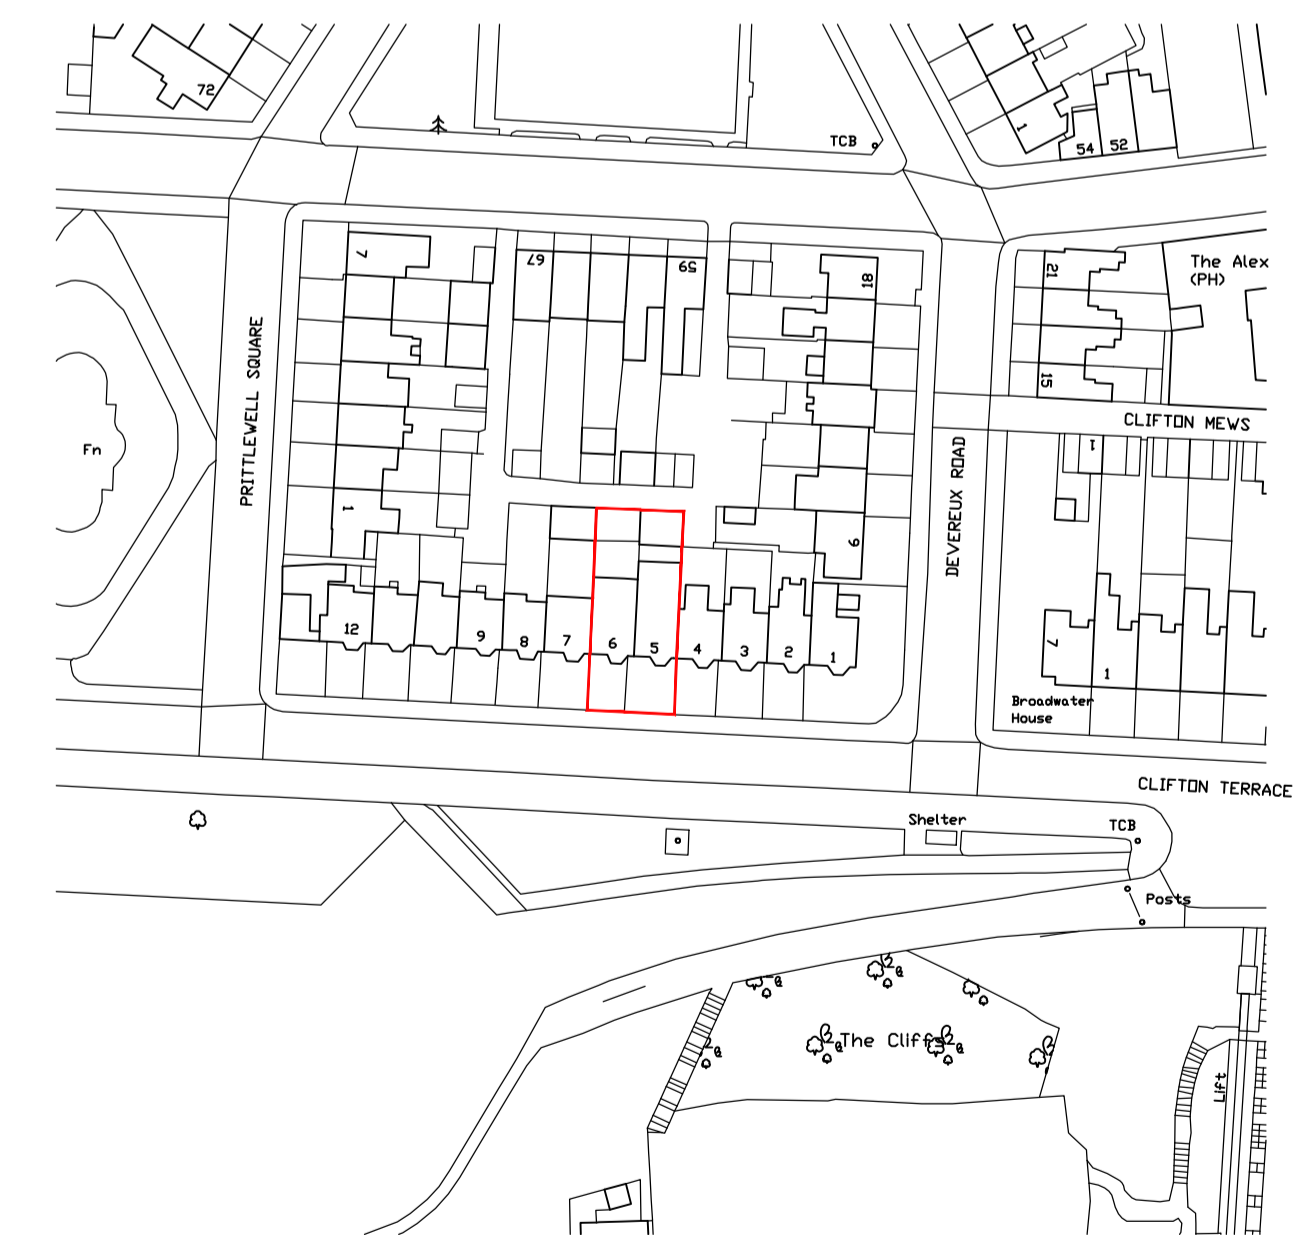 72
TCB
1
54
52
7
67
59
18
21
The Alex
(PH)
15
PRITTLEWELL SQUARE
CLIFTON MEWS
Fn
DEVEREUX ROAD
1
1
9
12
9
8
7
6
5
4
3
2
1
7
1
Broadwater
House
CLIFTON TERRACE
Shelter
TCB
Posts
The Cliffs
Lift